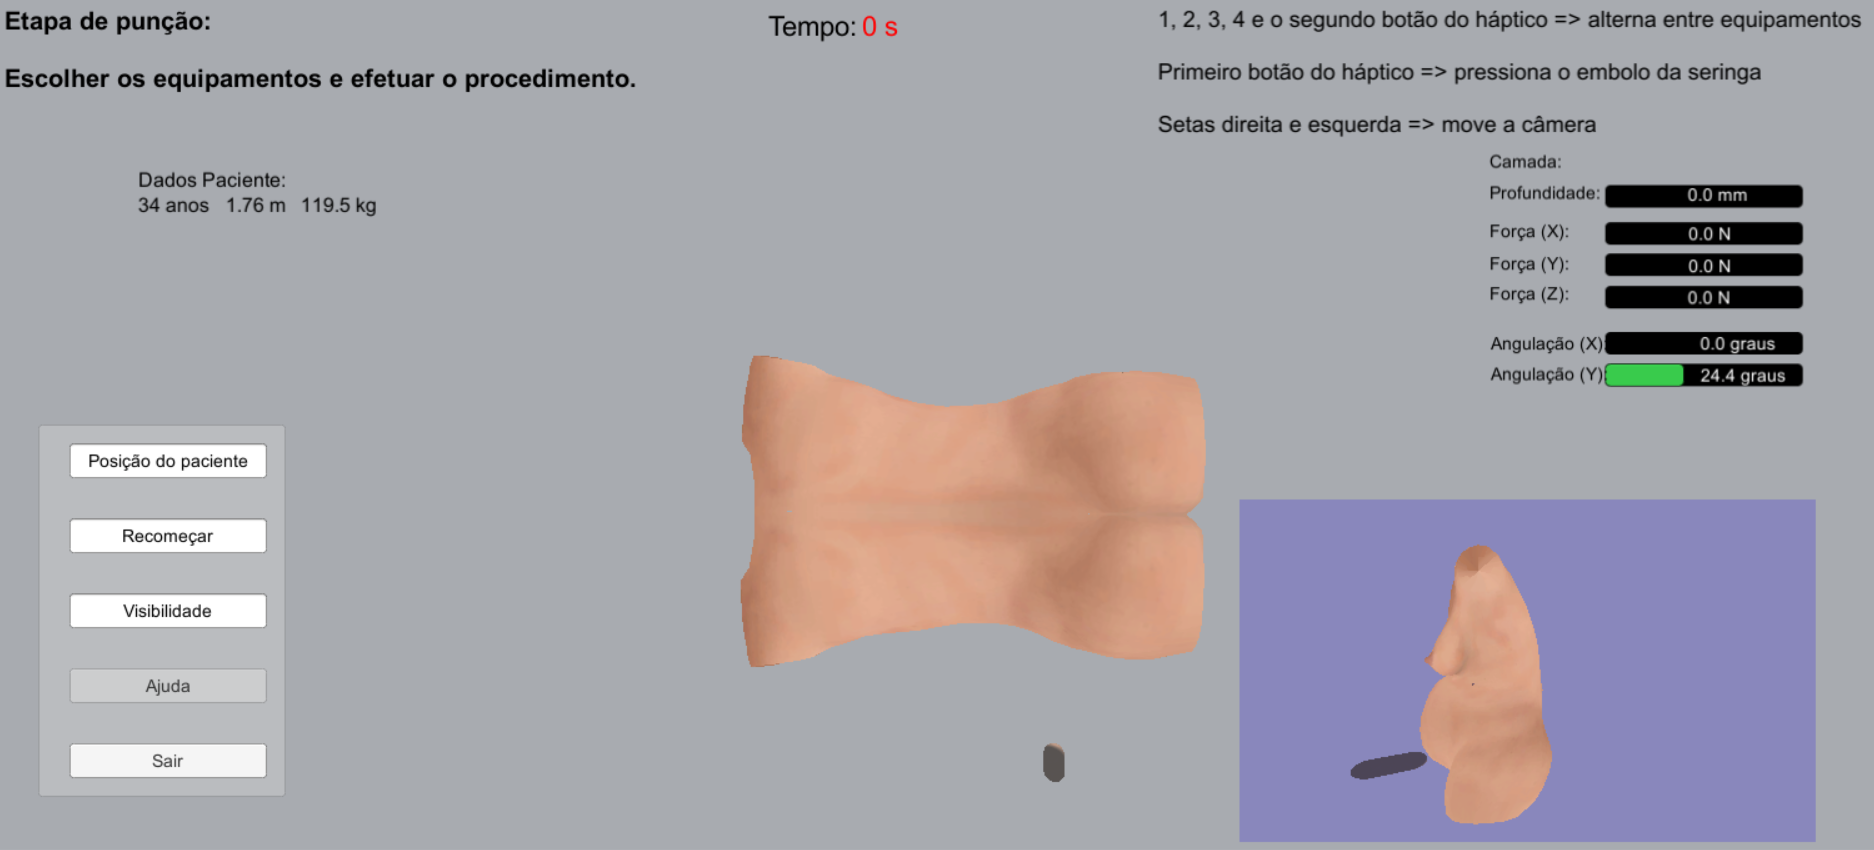 Etapa de punção:
Tempo: 0 s
1, 2, 3, 4 e o segundo botão do háptico => alterna entre equipamentos
Escolher os equipamentos e efetuar o procedimento.
Primeiro botão do háptico => pressiona o embolo da seringa
Setas direita e esquerda => move a câmera
Dados Paciente:
34 anos 1.76 m 119.5 kg
Camada:
Profundidade: 0.0 mm
Força (X): 0.0 N
Força (Y): 0.0 N
Força (Z): 0.0 N
Angulação (X) 0.0 graus
Angulação (Y) 24.4 graus
Posição do paciente
Recomeçar
Visibilidade
Ajuda
Sair